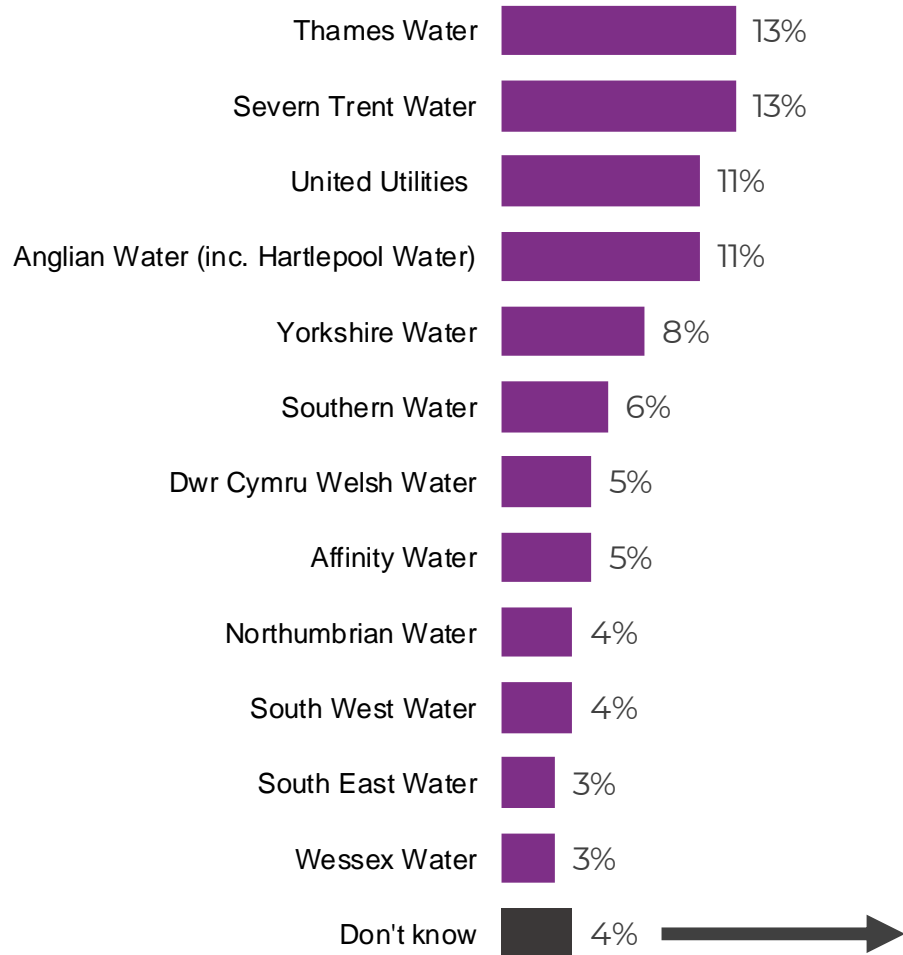 Thames Water 13%
Severn Trent Water 13%
United Utilities 11%
Anglian Water (inc. Hartlepool Water) 11%
Yorkshire Water 8%
Southern Water 6%
Dwr Cymru Welsh Water 5%
Affinity Water 5%
Northumbrian Water 4%
South West Water 4%
South East Water 3%
Wessex Water 3%
Don't know 4%